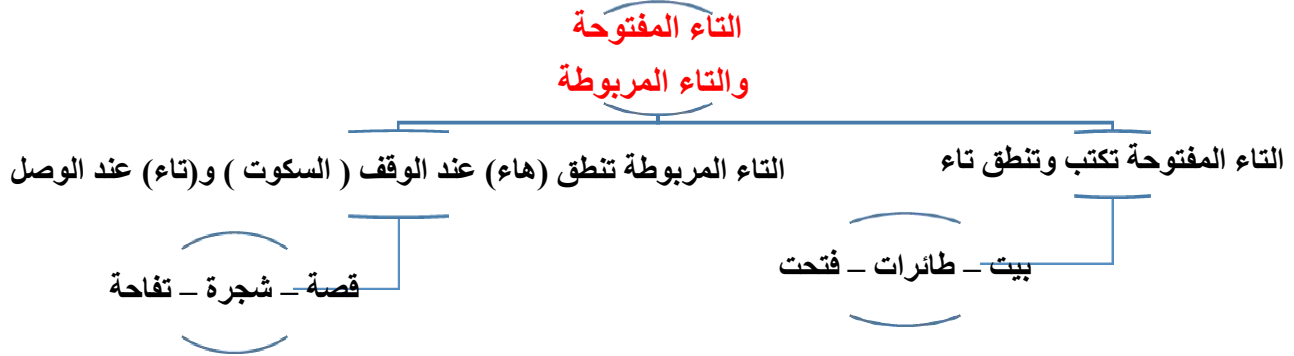 التاء المفتوحة
والتاء المربوطة
التاء المفتوحة تكتب وتنطق تاء
التاء المربوطة تنطق (هاء) عند الوقف ( السكوت ) و(تاء) عند الوصل
بيت – طائرات – فتحت
قصة – شجرة – تفاحة